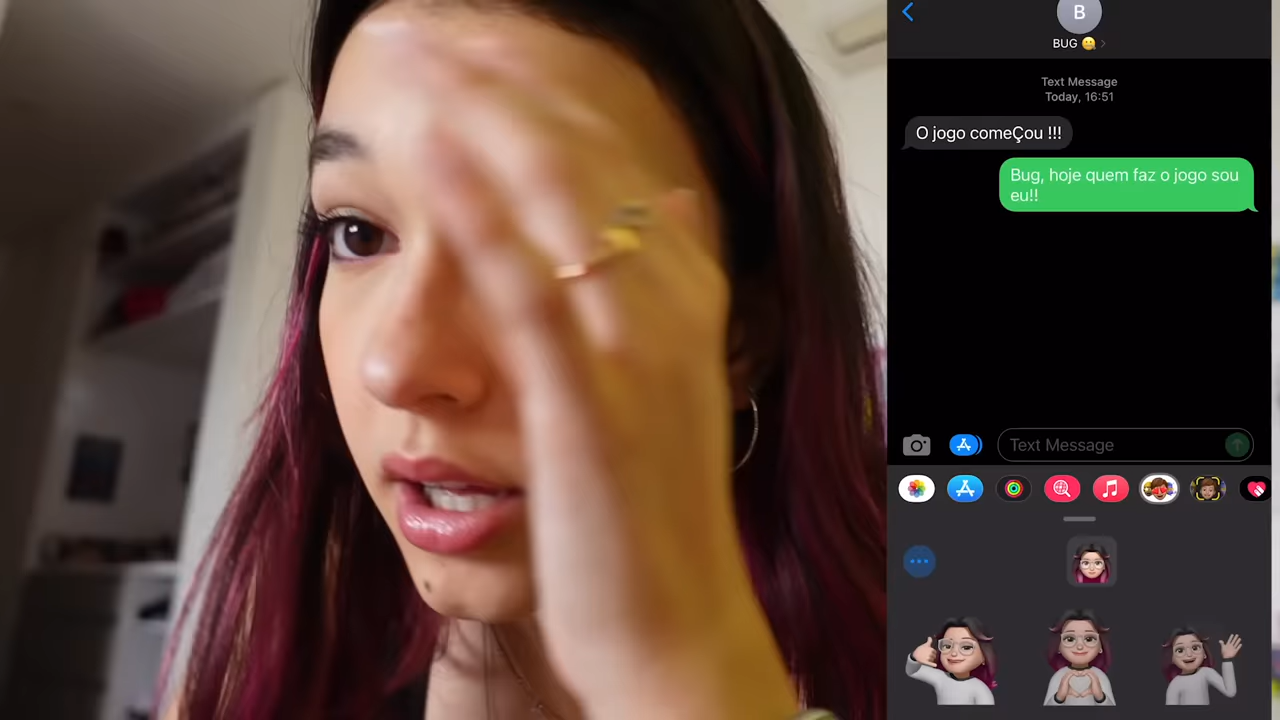 B
BUG 🤪
Text Message
Today, 16:51
O jogo comeÇou !!!
Bug, hoje quem faz o jogo sou
eu!!
Text Message